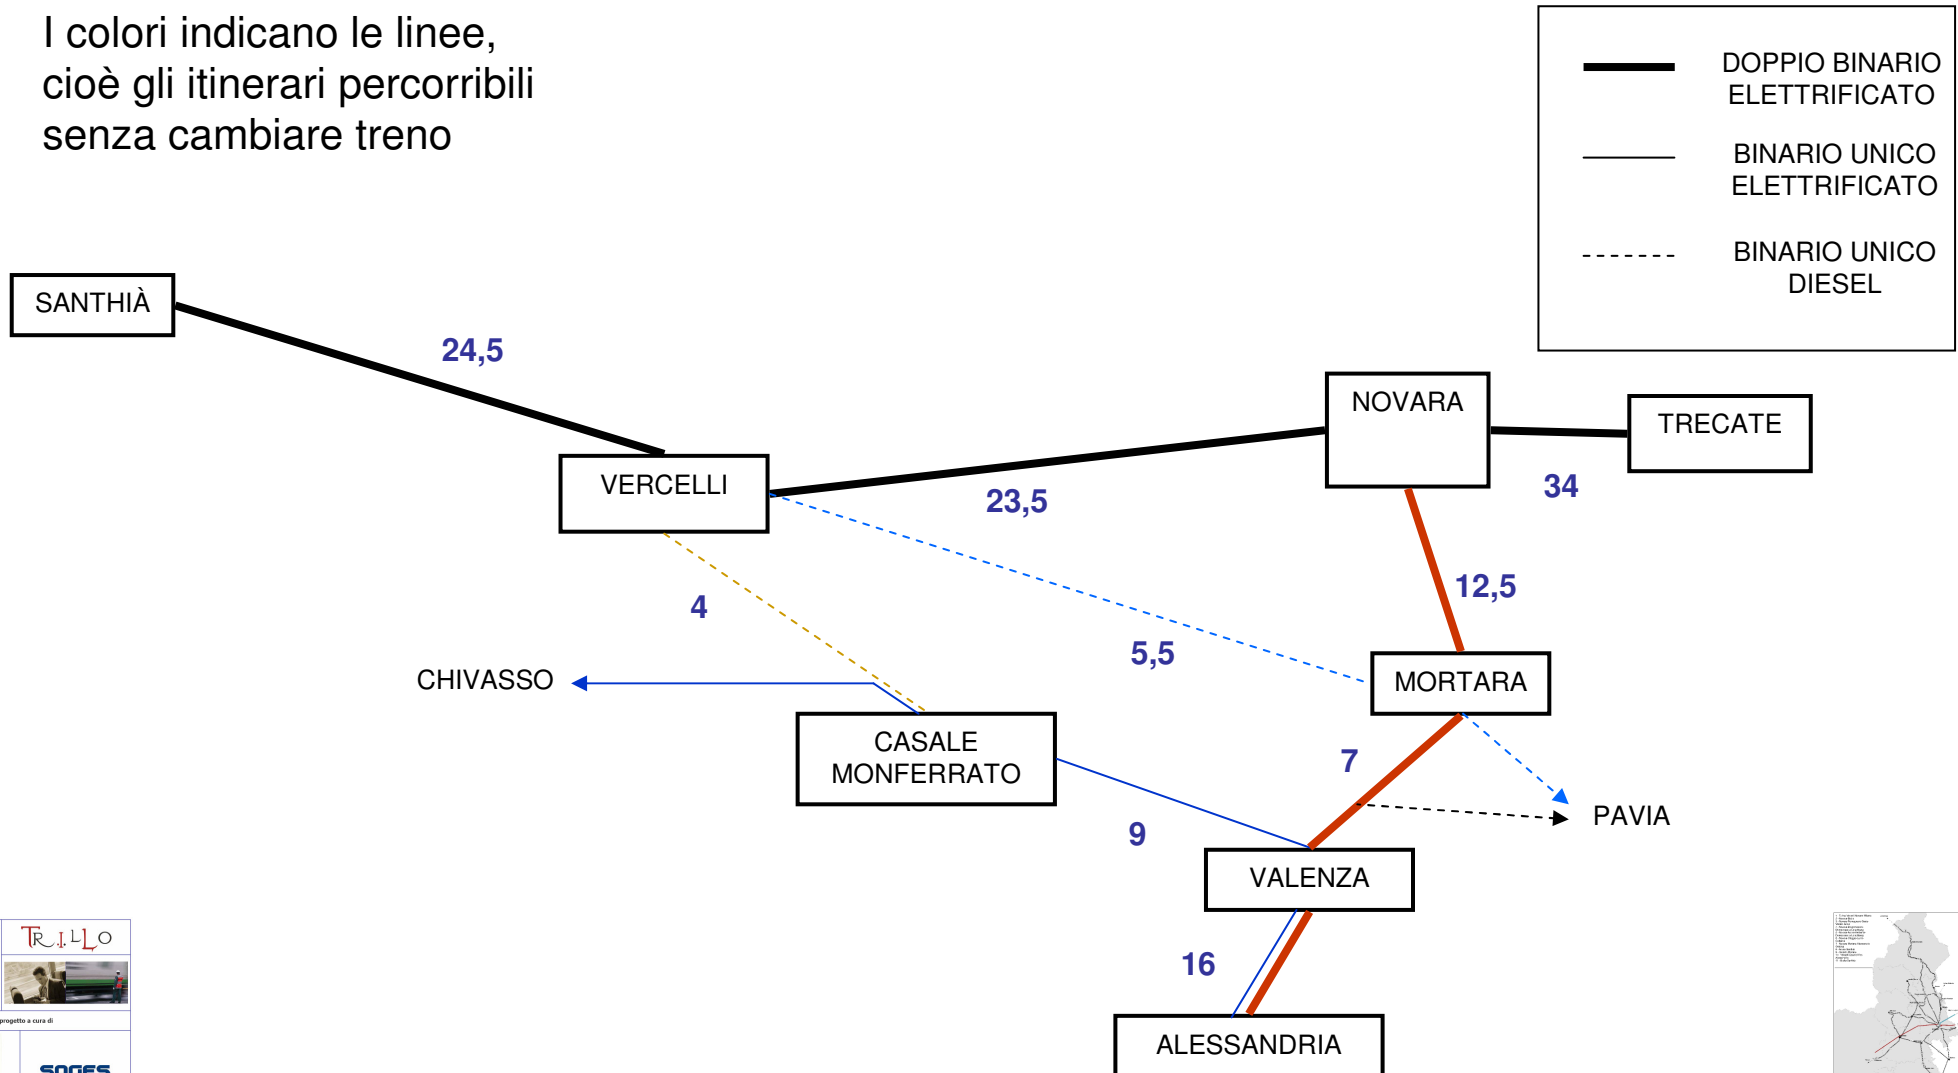 I colori indicano le linee,
cioè gli itinerari percorribili
senza cambiare treno
DOPPIO BINARIO
ELETTRIFICATO
BINARIO UNICO
ELETTRIFICATO
BINARIO UNICO
DIESEL
SANTHIÀ
24,5
NOVARA
TRECATE
VERCELLI
23,5
34
12,5
4
5,5
CHIVASSO
MORTARA
CASALE
MONFERRATO
7
PAVIA
9
VALENZA
16
ALESSANDRIA
TR.I.LLO
progetto a cura di
SOGES